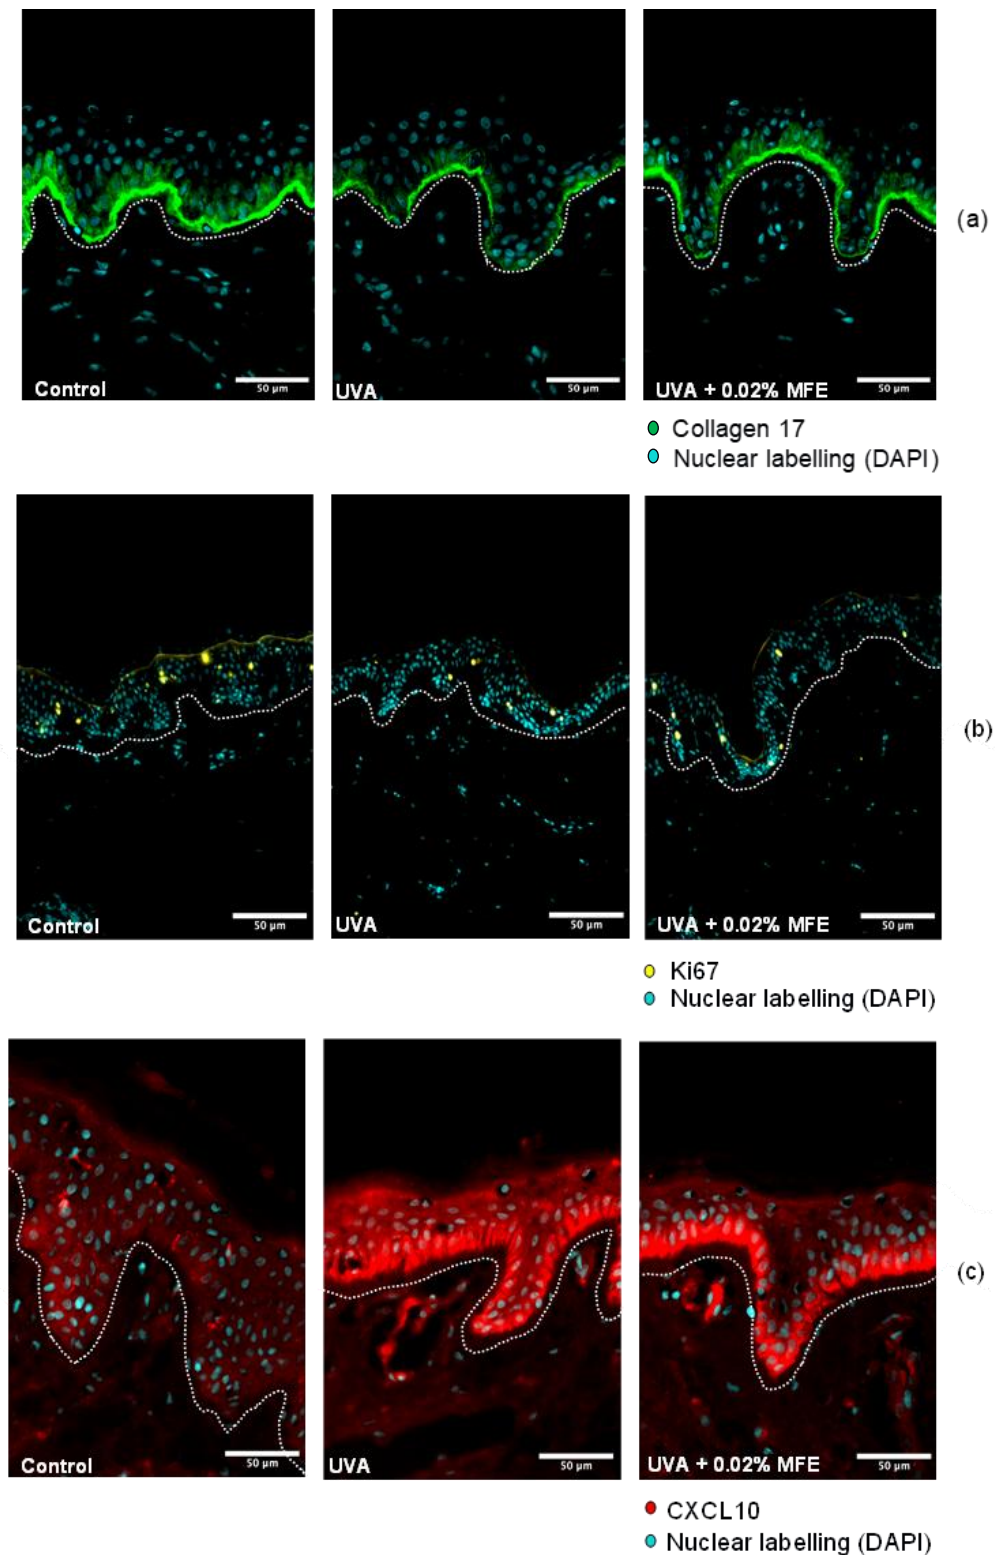 Control
50 µm
UVA
50 µm
UVA + 0.02% MFE
50 µm
(a)
Collagen 17
Nuclear labelling (DAPI)
Control
50 µm
UVA
50 µm
UVA + 0.02% MFE
50 µm
(b)
Ki67
Nuclear labelling (DAPI)
Control
50 µm
UVA
50 µm
UVA + 0.02% MFE
50 µm
(c)
CXCL10
Nuclear labelling (DAPI)